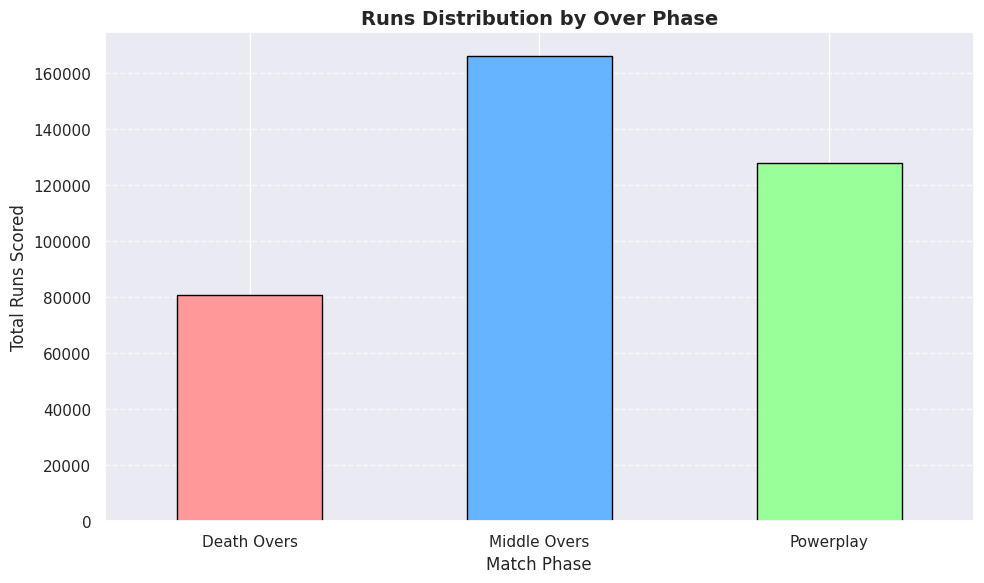 Runs Distribution by Over Phase
Total Runs Scored
160000
140000
120000
100000
80000
60000
40000
20000
0
Death Overs
Middle Overs
Powerplay
Match Phase